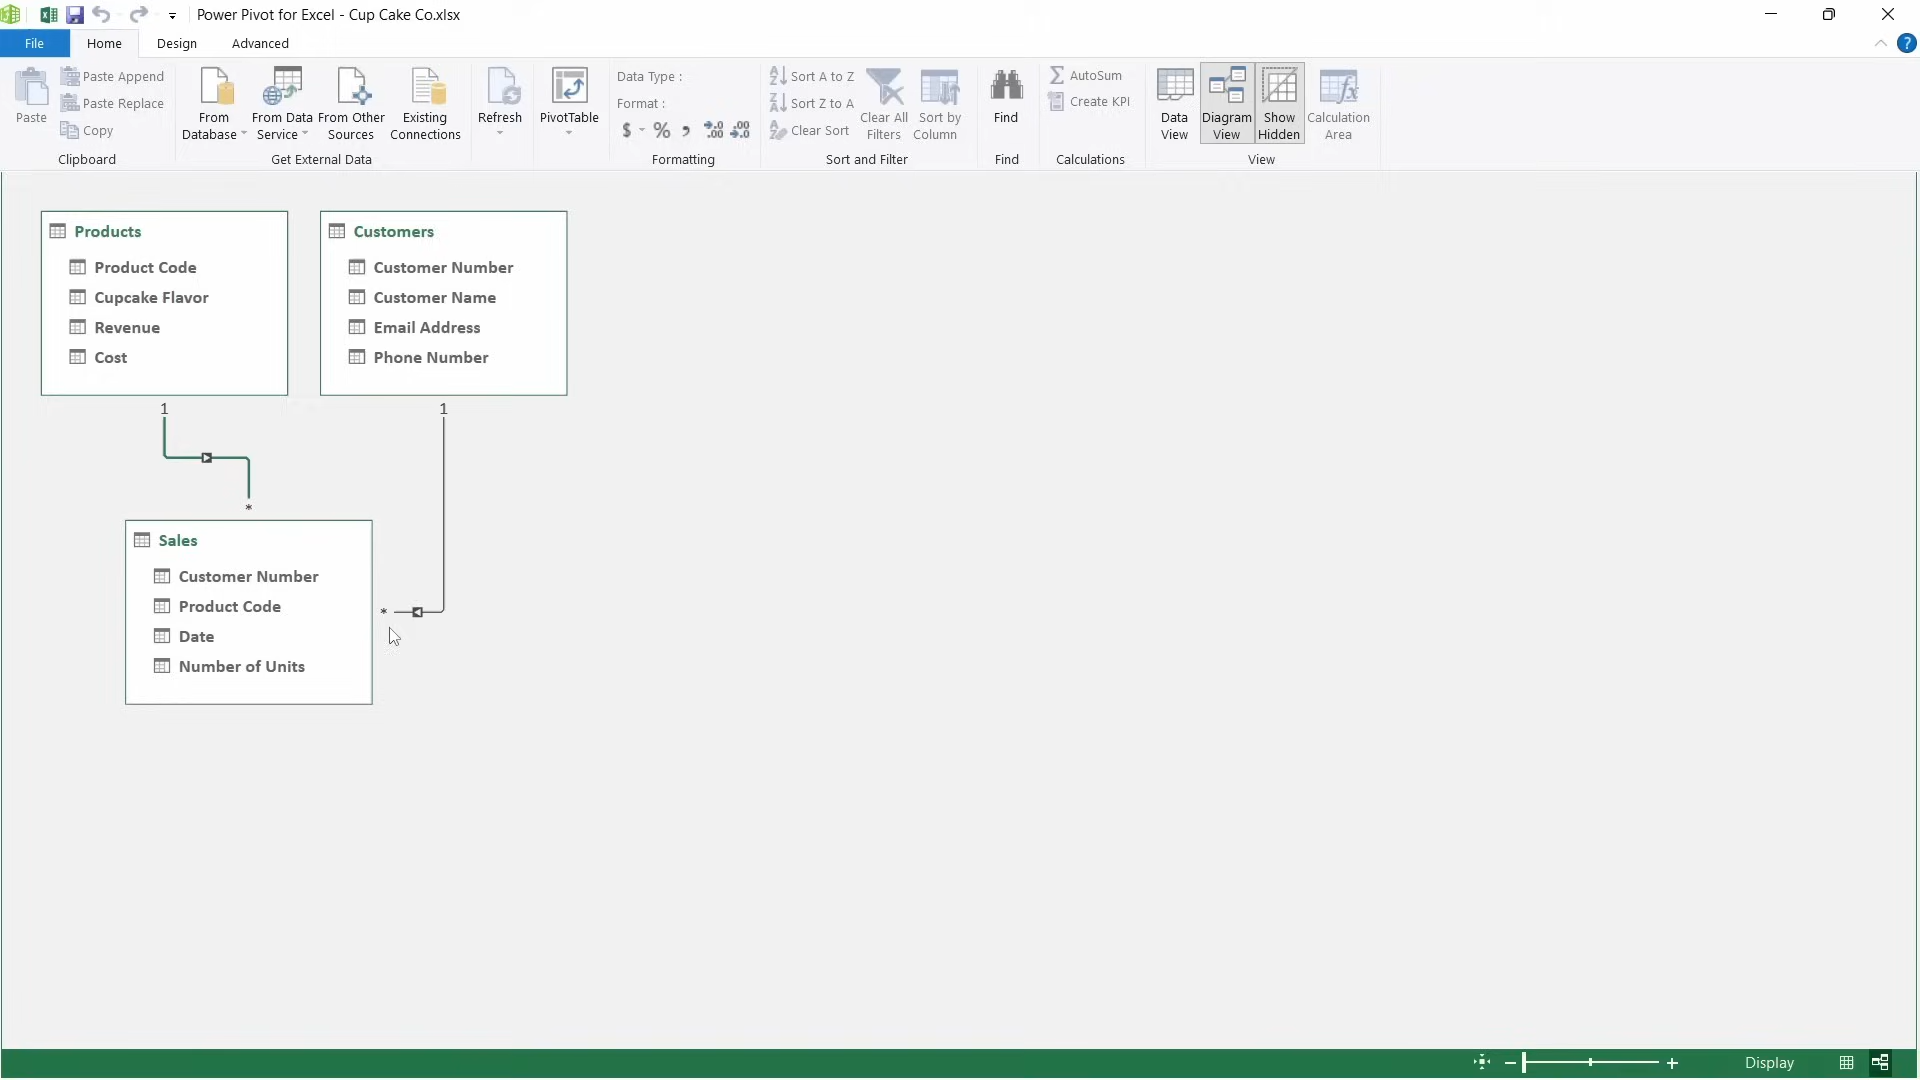 Power Pivot for Excel - Cup Cake Co.xlsx
File Home Design Advanced
?
Paste
Paste Append
Paste Replace
Copy
Clipboard
From Database
From Data Service
From Other Sources
Existing Connections
Get External Data
Refresh
PivotTable
Data Type :
Format :
$ % , .00 .00
Formatting
Sort A to Z
Sort Z to A
Clear Sort
Clear All Filters
Sort by Column
Sort and Filter
Find
Find
AutoSum
Create KPI
Calculations
Data View
Diagram View
Show Hidden
Calculation Area
View
Products
Product Code
Cupcake Flavor
Revenue
Cost
Customers
Customer Number
Customer Name
Email Address
Phone Number
1
1
*
Sales
Customer Number
Product Code
Date
Number of Units
*
Display